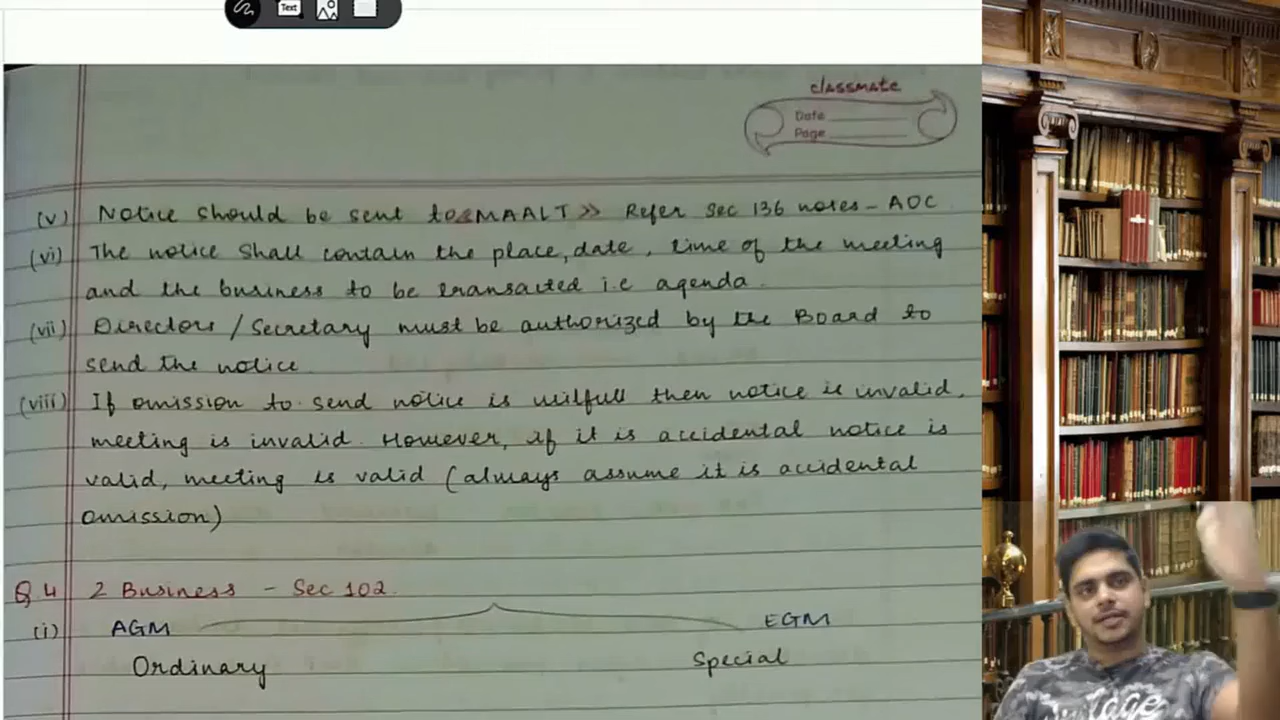 Text
classmate
Date
Page
(v) Notice should be sent to <<MAALT>> Refer Sec 136 notes - AOC
(vi) The notice shall contain the place, date, time of the meeting
and the business to be transacted i.e agenda.
(vii) Directors / Secretary must be authorized by the Board to
send the notice
(viii) If omission to send notice is wilfull then notice is invalid,
meeting is invalid. However, if it is accidental notice is
valid, meeting is valid (always assume it is accidental
omission)
Q.4 2 Business - Sec 102.
(i) AGM EGM
Ordinary Special